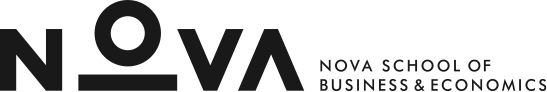 NOVA
NOVA SCHOOL OF
BUSINESS & ECONOMICS